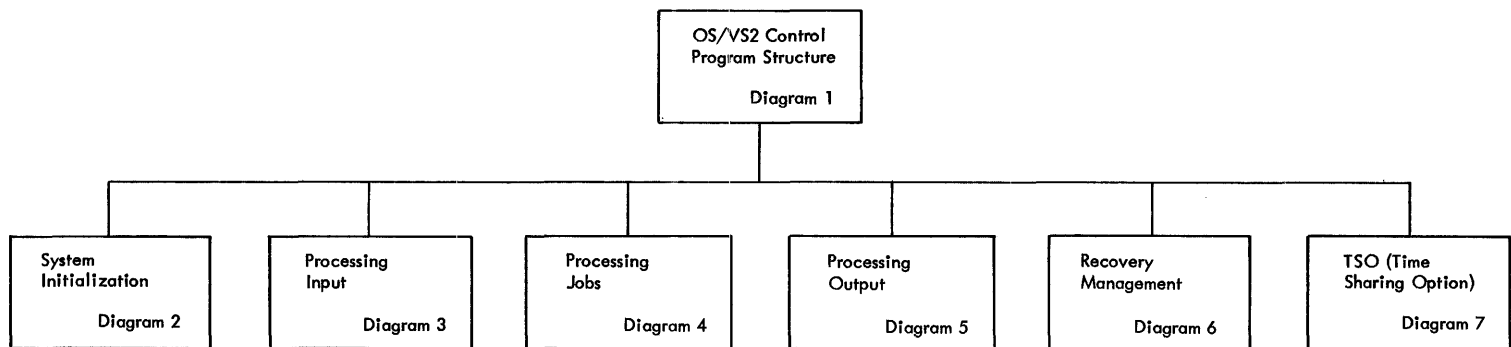 OS/VS2 Control
Program Structure
Diagram 1
System
Initialization
Diagram 2
Processing
Input
Diagram 3
Processing
Jobs
Diagram 4
Processing
Output
Diagram 5
Recovery
Management
Diagram 6
TSO (Time
Sharing Option)
Diagram 7